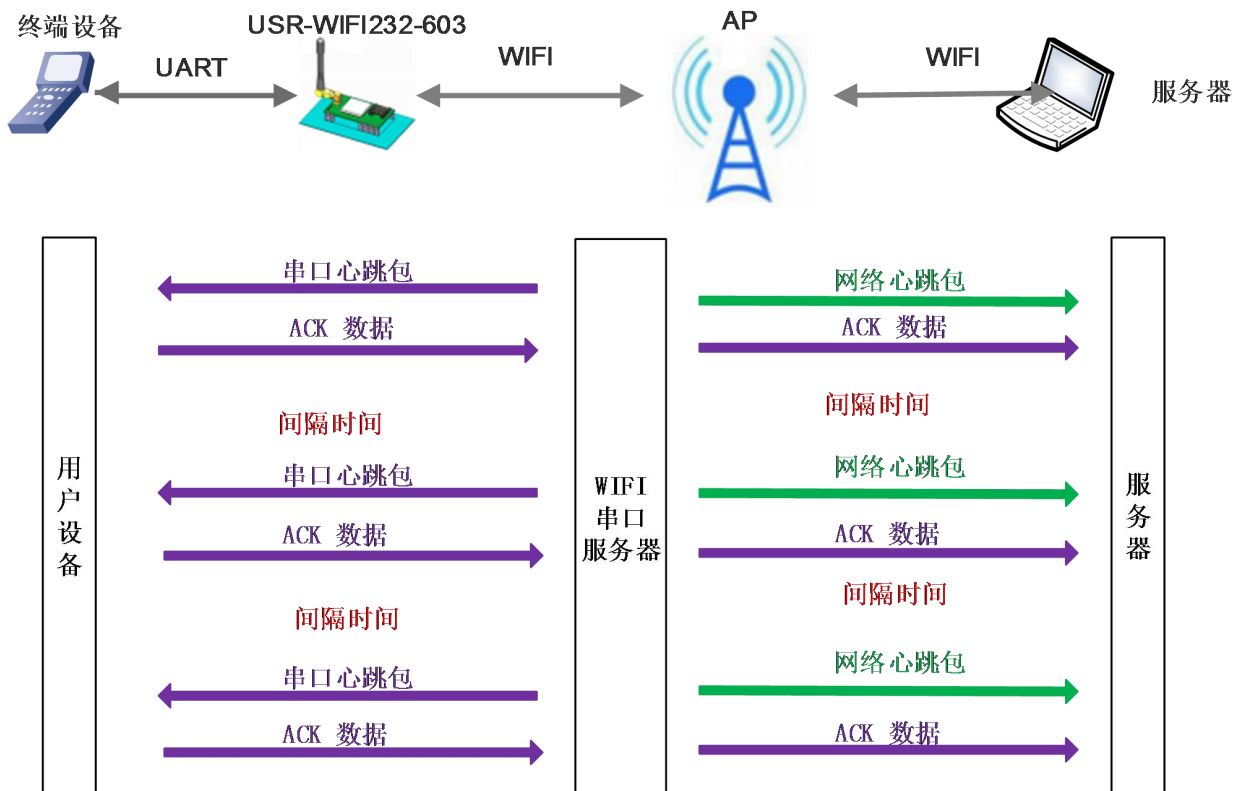 终端设备
USR-WIFI232-603
AP
UART
WIFI
WIFI
服务器
串口心跳包
网络心跳包
ACK 数据
ACK 数据
间隔时间
间隔时间
串口心跳包
网络心跳包
ACK 数据
ACK 数据
间隔时间
间隔时间
串口心跳包
网络心跳包
ACK 数据
ACK 数据
用
户
设
备
WIFI
串口
服务器
服
务
器